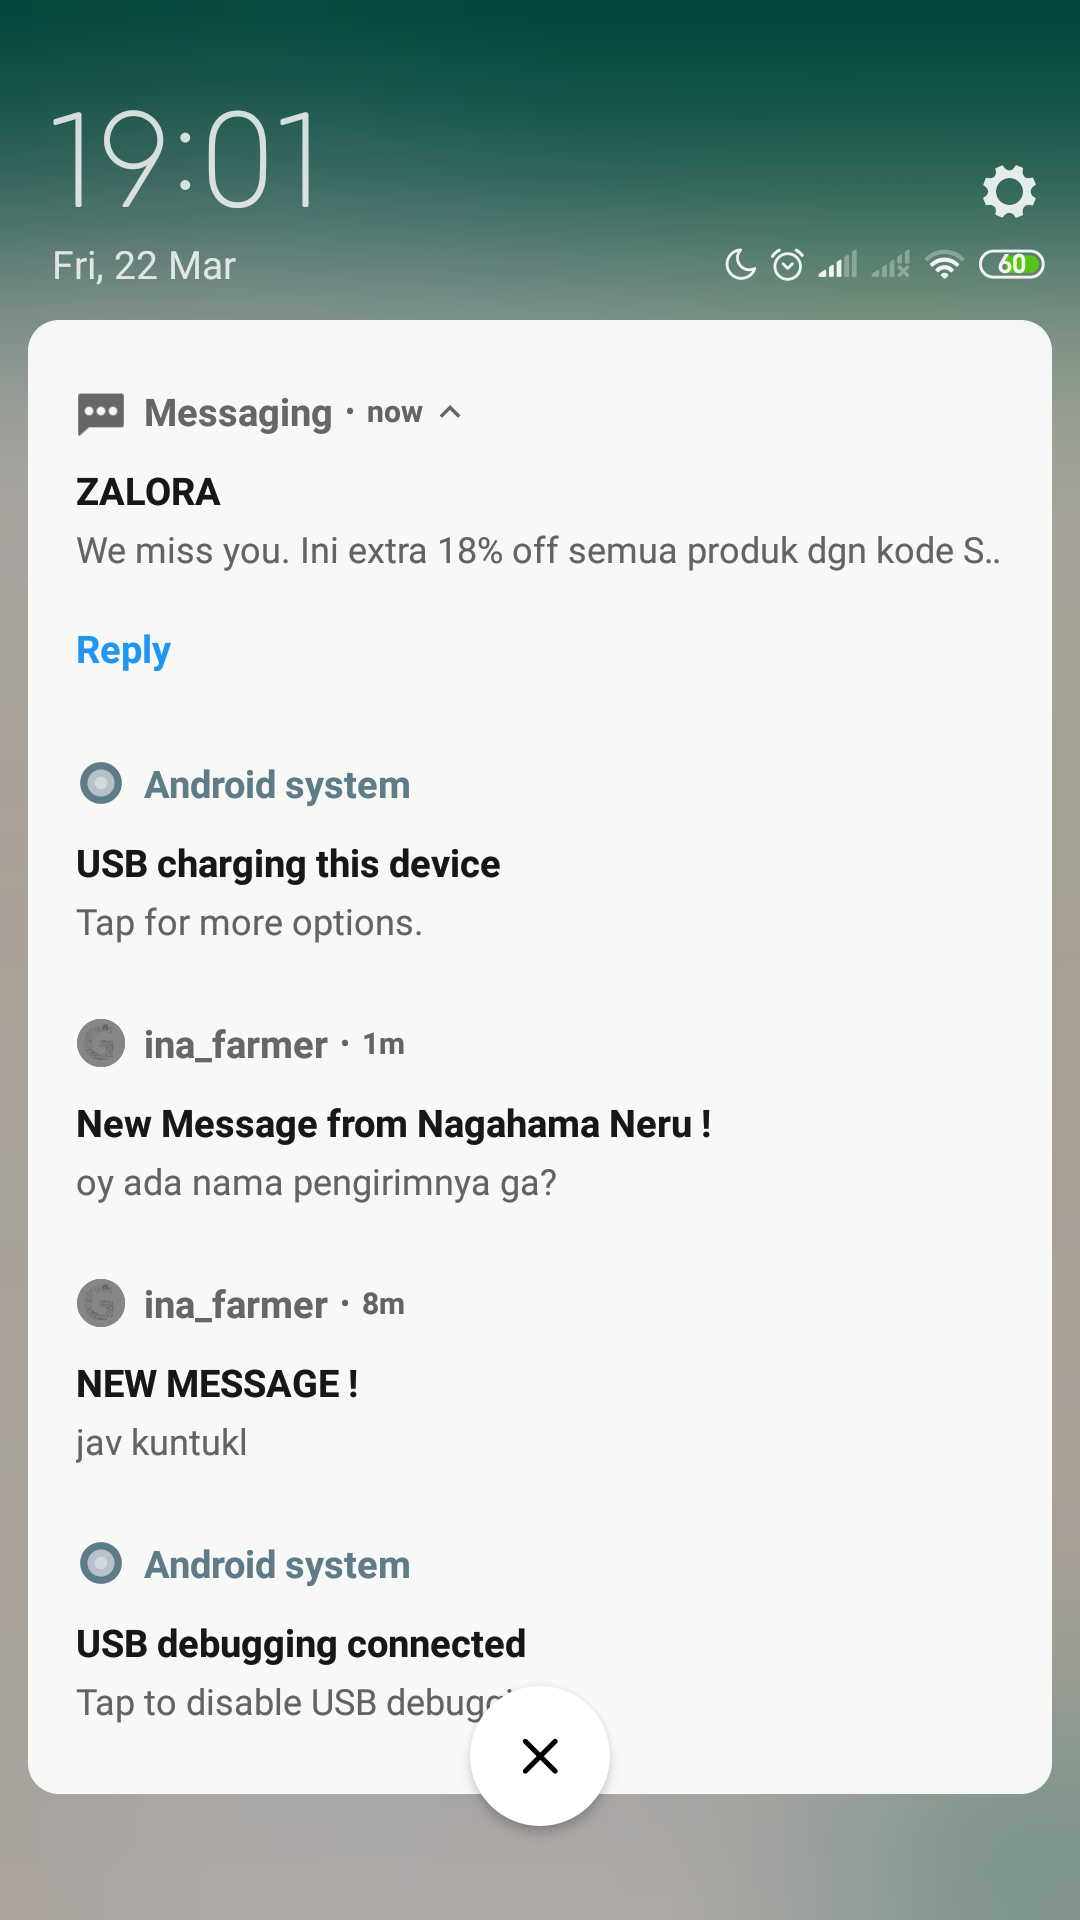 19:01
Fri, 22 Mar
60
Messaging • now
ZALORA
We miss you. Ini extra 18% off semua produk dgn kode S..
Reply
Android system
USB charging this device
Tap for more options.
ina_farmer • 1m
New Message from Nagahama Neru !
oy ada nama pengirimnya ga?
ina_farmer • 8m
NEW MESSAGE !
jav kuntukl
Android system
USB debugging connected
Tap to disable USB